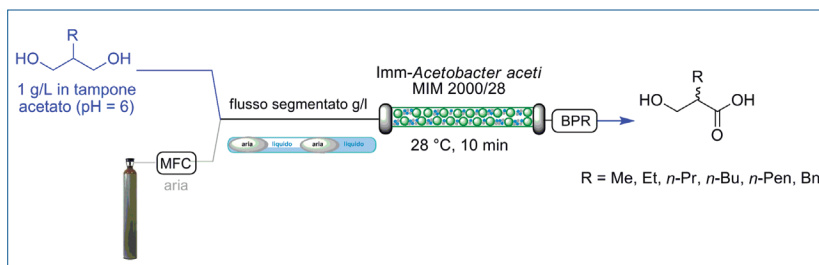 R
HO
OH
1 g/L in tampone
acetato (pH = 6)
MFC
aria
flusso segmentato g/l
aria
liquido
aria
liquido
Imm-Acetobacter aceti
MIM 2000/28
28 °C, 10 min
BPR
R
HO
OH
O
R = Me, Et, n-Pr, n-Bu, n-Pen, Bn